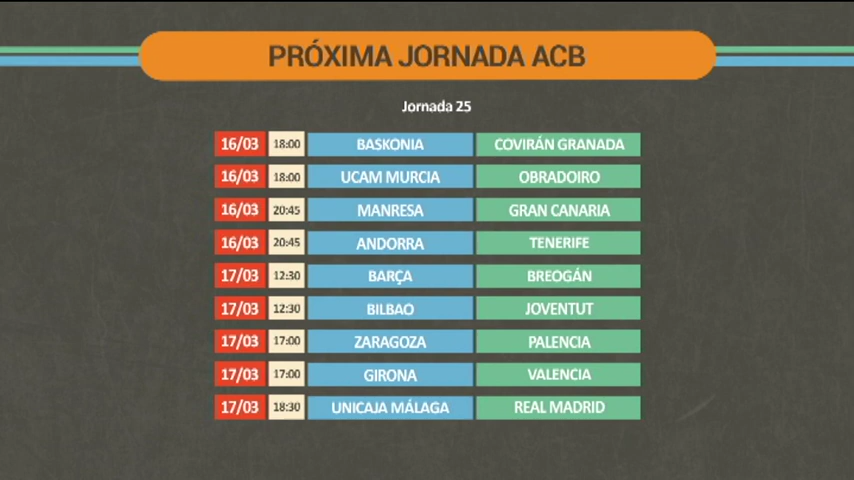 PRÓXIMA JORNADA ACB
Jornada 25
16/03 18:00 BASKONIA COVIRÁN GRANADA
16/03 18:00 UCAM MURCIA OBRADOIRO
16/03 20:45 MANRESA GRAN CANARIA
16/03 20:45 ANDORRA TENERIFE
17/03 12:30 BARÇA BREOGÁN
17/03 12:30 BILBAO JOVENTUT
17/03 17:00 ZARAGOZA PALENCIA
17/03 17:00 GIRONA VALENCIA
17/03 18:30 UNICAJA MÁLAGA REAL MADRID